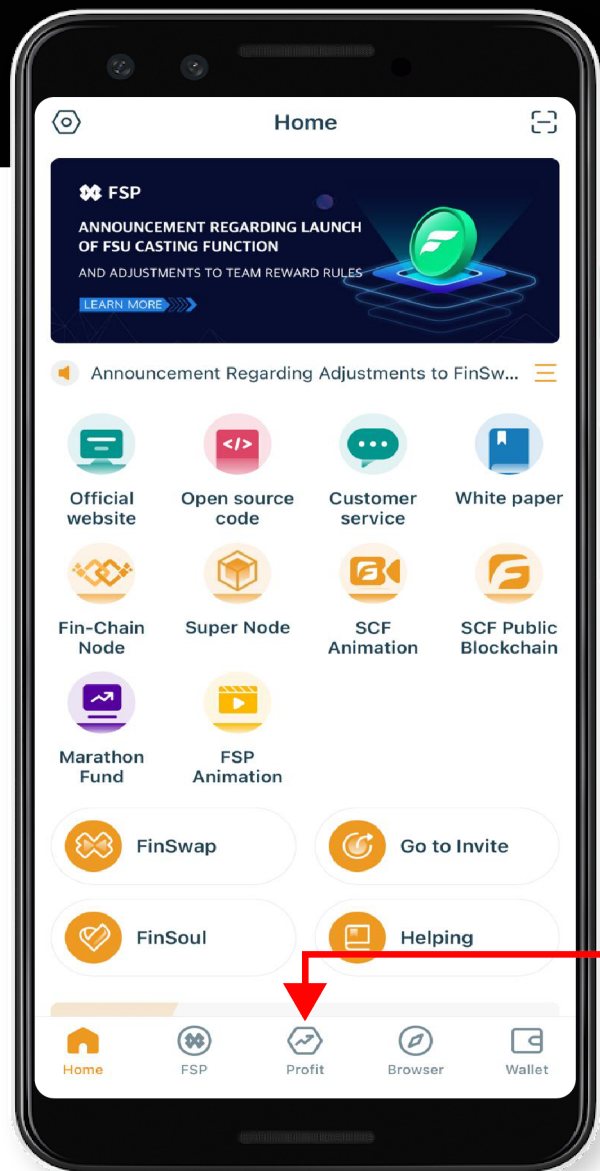 Home
FSP
ANNOUNCEMENT REGARDING LAUNCH
OF FSU CASTING FUNCTION
AND ADJUSTMENTS TO TEAM REWARD RULES
LEARN MORE
Announcement Regarding Adjustments to FinSw...
Official
website
Open source
code
Customer
service
White paper
Fin-Chain
Node
Super Node
SCF
Animation
SCF Public
Blockchain
Marathon
Fund
FSP
Animation
FinSwap
Go to Invite
FinSoul
Helping
Home
FSP
Profit
Browser
Wallet